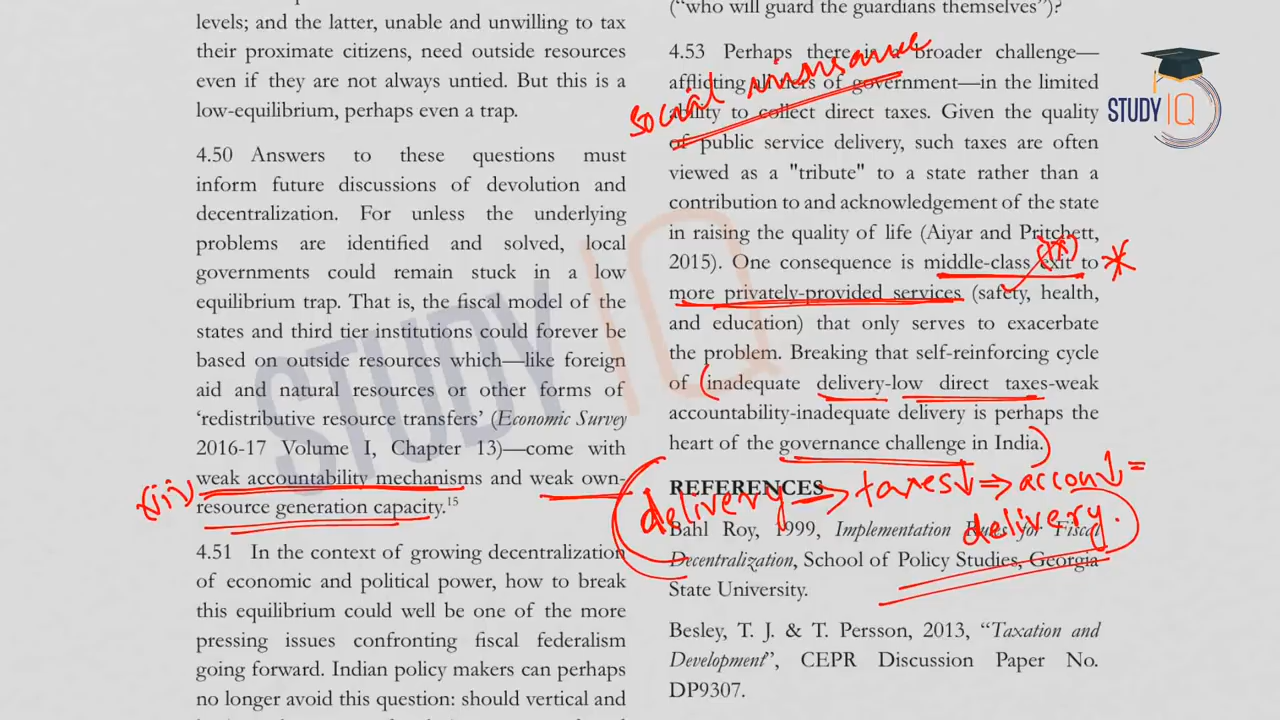 levels; and the latter, unable and unwilling to tax
their proximate citizens, need outside resources
even if they are not always untied. But this is a
low-equilibrium, perhaps even a trap.
4.50 Answers to these questions must
inform future discussions of devolution and
decentralization. For unless the underlying
problems are identified and solved, local
governments could remain stuck in a low
equilibrium trap. That is, the fiscal model of the
states and third tier institutions could forever be
based on outside resources which—like foreign
aid and natural resources or other forms of
‘redistributive resource transfers’ (Economic Survey
2016-17 Volume I, Chapter 13)—come with
(iii) weak accountability mechanisms and weak own-
resource generation capacity.15
4.51 In the context of growing decentralization
of economic and political power, how to break
this equilibrium could well be one of the more
pressing issues confronting fiscal federalism
going forward. Indian policy makers can perhaps
no longer avoid this question: should vertical and
(“who will guard the guardians themselves”)?
4.53 Perhaps there is a broader challenge—
afflicting all tiers of government—in the limited
ability to collect direct taxes. Given the quality
of public service delivery, such taxes are often
viewed as a "tribute" to a state rather than a
contribution to and acknowledgement of the state
in raising the quality of life (Aiyar and Pritchett,
2015). One consequence is middle-class exit to
more privately-provided services (safety, health,
and education) that only serves to exacerbate
the problem. Breaking that self-reinforcing cycle
of (inadequate delivery-low direct taxes-weak
accountability-inadequate delivery is perhaps the
heart of the governance challenge in India.)
REFERENCES
Bahl Roy, 1999, Implementation Rules for Fiscal
Decentralization, School of Policy Studies, Georgia
State University.
Besley, T. J. & T. Persson, 2013, “Taxation and
Development”, CEPR Discussion Paper No.
DP9307.
social
delivery → taxes↓ ⇒ account↓ =
delivery.
STUDY IQ
STUDY IQ